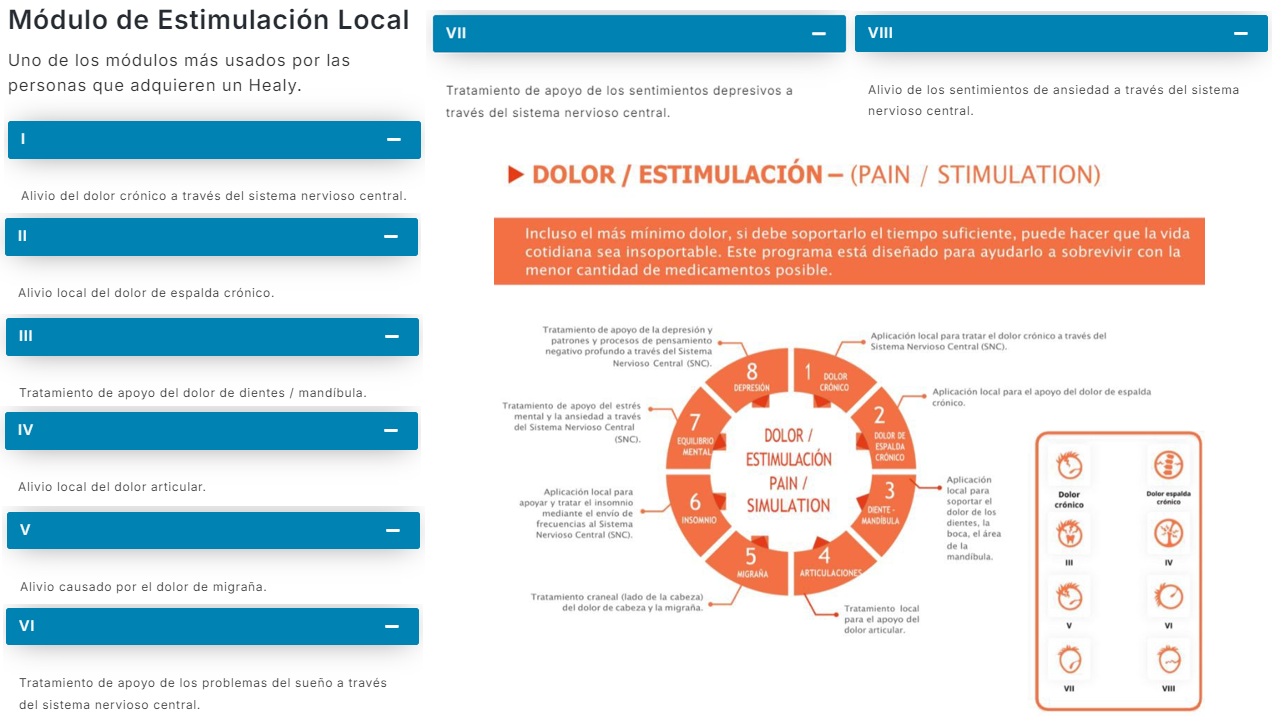 Módulo de Estimulación Local
Uno de los módulos más usados por las
personas que adquieren un Healy.
I
Alivio del dolor crónico a través del sistema nervioso central.
II
Alivio local del dolor de espalda crónico.
III
Tratamiento de apoyo del dolor de dientes / mandíbula.
IV
Alivio local del dolor articular.
V
Alivio causado por el dolor de migraña.
VI
Tratamiento de apoyo de los problemas del sueño a través
del sistema nervioso central.
VII
Tratamiento de apoyo de los sentimientos depresivos a
través del sistema nervioso central.
VIII
Alivio de los sentimientos de ansiedad a través del sistema
nervioso central.
DOLOR / ESTIMULACIÓN – (PAIN / STIMULATION)
Incluso el más mínimo dolor, si debe soportarlo el tiempo suficiente, puede hacer que la vida
cotidiana sea insoportable. Este programa está diseñado para ayudarlo a sobrevivir con la
menor cantidad de medicamentos posible.
DOLOR /
ESTIMULACIÓN
PAIN /
SIMULATION
1
DOLOR
CRÓNICO
Aplicación local para tratar el dolor crónico a través del
Sistema Nervioso Central (SNC).
2
DOLOR DE
ESPALDA
CRÓNICO
Aplicación local para el apoyo del dolor de espalda
crónico.
3
DIENTE -
MANDÍBULA
Aplicación
local para
soportar el
dolor de los
dientes, la
boca, el área
de la
mandíbula.
4
ARTICULACIONES
Tratamiento local
para el apoyo del
dolor articular.
5
MIGRAÑA
Tratamiento craneal (lado de la cabeza)
del dolor de cabeza y la migraña.
6
INSOMNIO
Aplicación local para
apoyar y tratar el insomnio
mediante el envío de
frecuencias al Sistema
Nervioso Central (SNC).
7
EQUILIBRIO
MENTAL
Tratamiento de apoyo del estrés
mental y la ansiedad a través
del Sistema Nervioso Central
(SNC).
8
DEPRESIÓN
Tratamiento de apoyo de la depresión y
patrones y procesos de pensamiento
negativo profundo a través del Sistema
Nervioso Central (SNC).
Dolor
crónico
Dolor espalda
crónico
III
IV
V
VI
VII
VIII